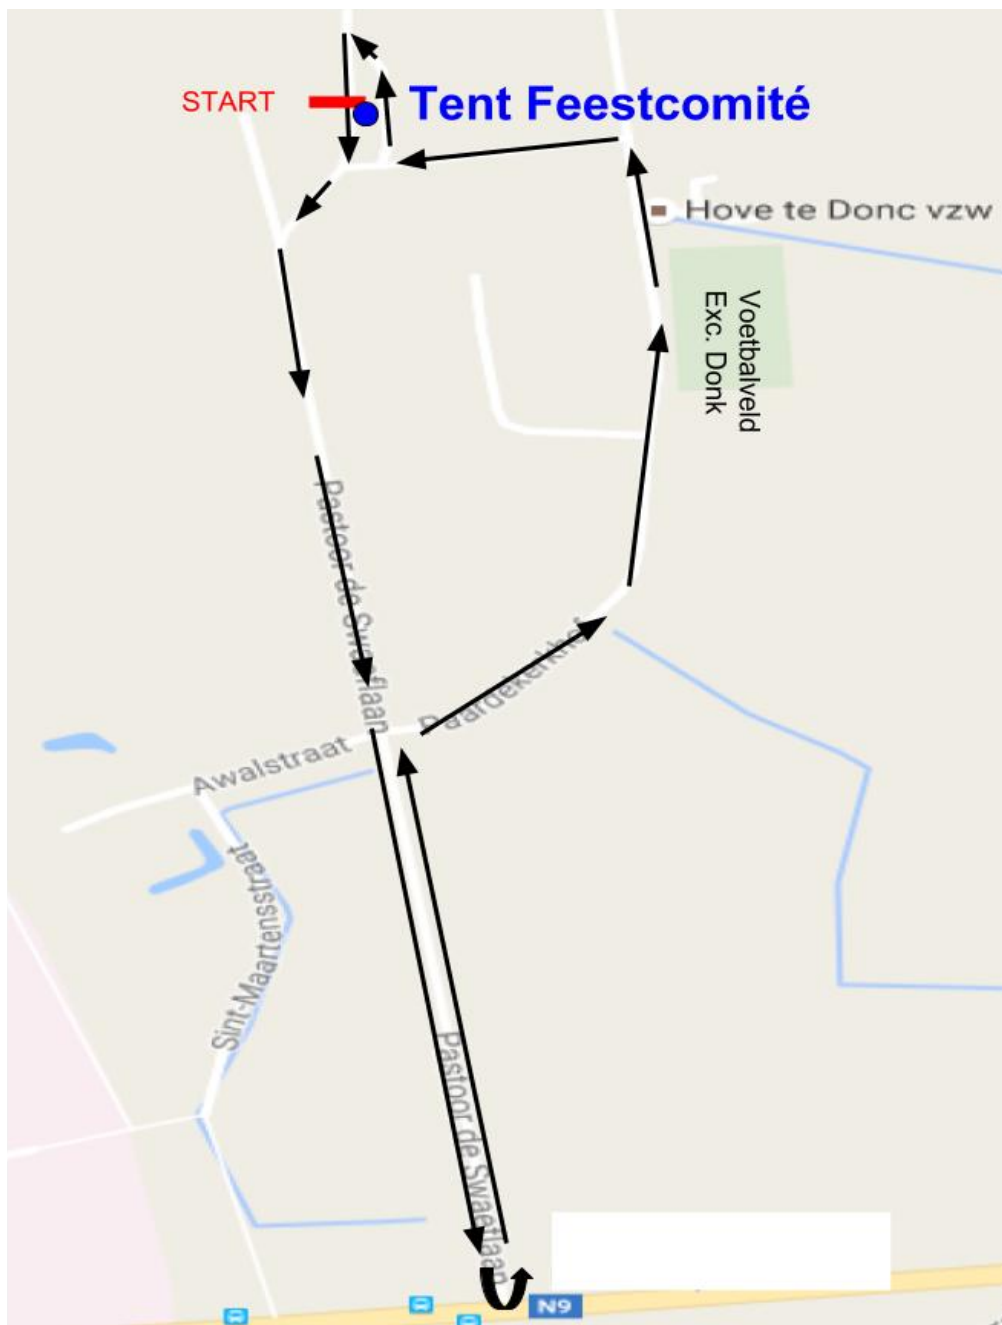 START
Tent Feestcomité
Hove te Donc vzw
Voetbalveld
Exc. Donk
Pastoor de Swaeflaan
Paardekerkhof
Awalstraat
Sint-Maartensstraat
Pastoor de Swaeflaan
N9